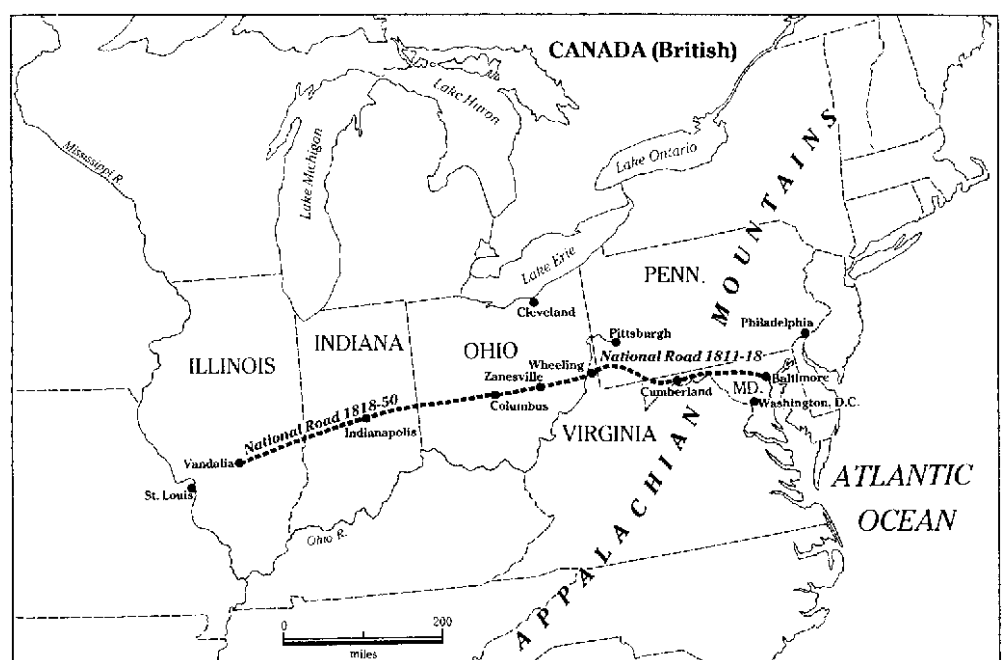 CANADA (British)
Lake Huron
Lake Michigan
Mississippi R.
Lake Ontario
Lake Erie
APPALACHIAN MOUNTAINS
PENN.
Cleveland
Pittsburgh
Philadelphia
ILLINOIS
INDIANA
OHIO
Wheeling
National Road 1811-18
Zanesville
Columbus
Cumberland
MD.
Baltimore
Washington, D.C.
National Road 1818-50
Indianapolis
VIRGINIA
Vandalia
St. Louis
ATLANTIC
OCEAN
Ohio R.
0 200
miles